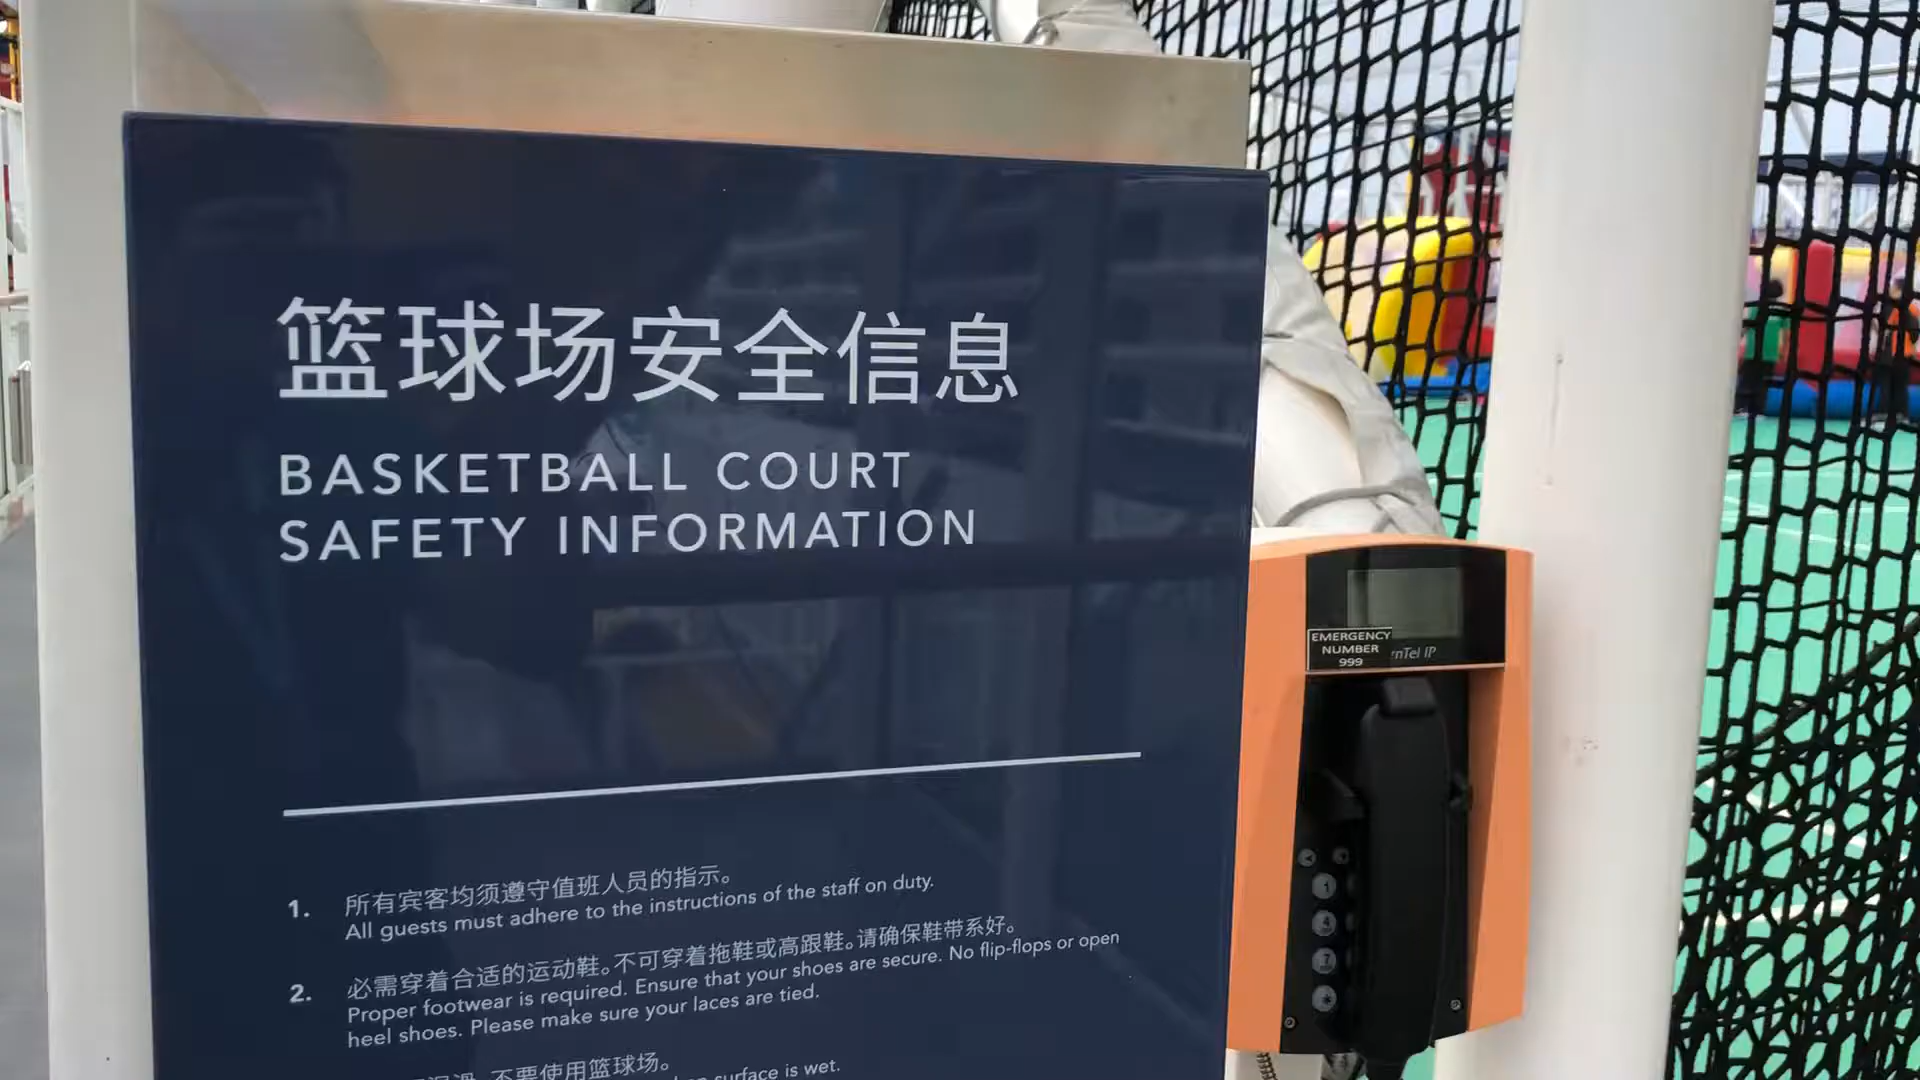 篮球场安全信息
BASKETBALL COURT
SAFETY INFORMATION
EMERGENCY
NUMBER
999
rnTel IP
1. 所有宾客均须遵守值班人员的指示。
All guests must adhere to the instructions of the staff on duty.
2. 必需穿着合适的运动鞋。不可穿着拖鞋或高跟鞋。请确保鞋带系好。
Proper footwear is required. Ensure that your shoes are secure. No flip-flops or open
heel shoes. Please make sure your laces are tied.
不要使用篮球场。
surface is wet.
1
4
7
*